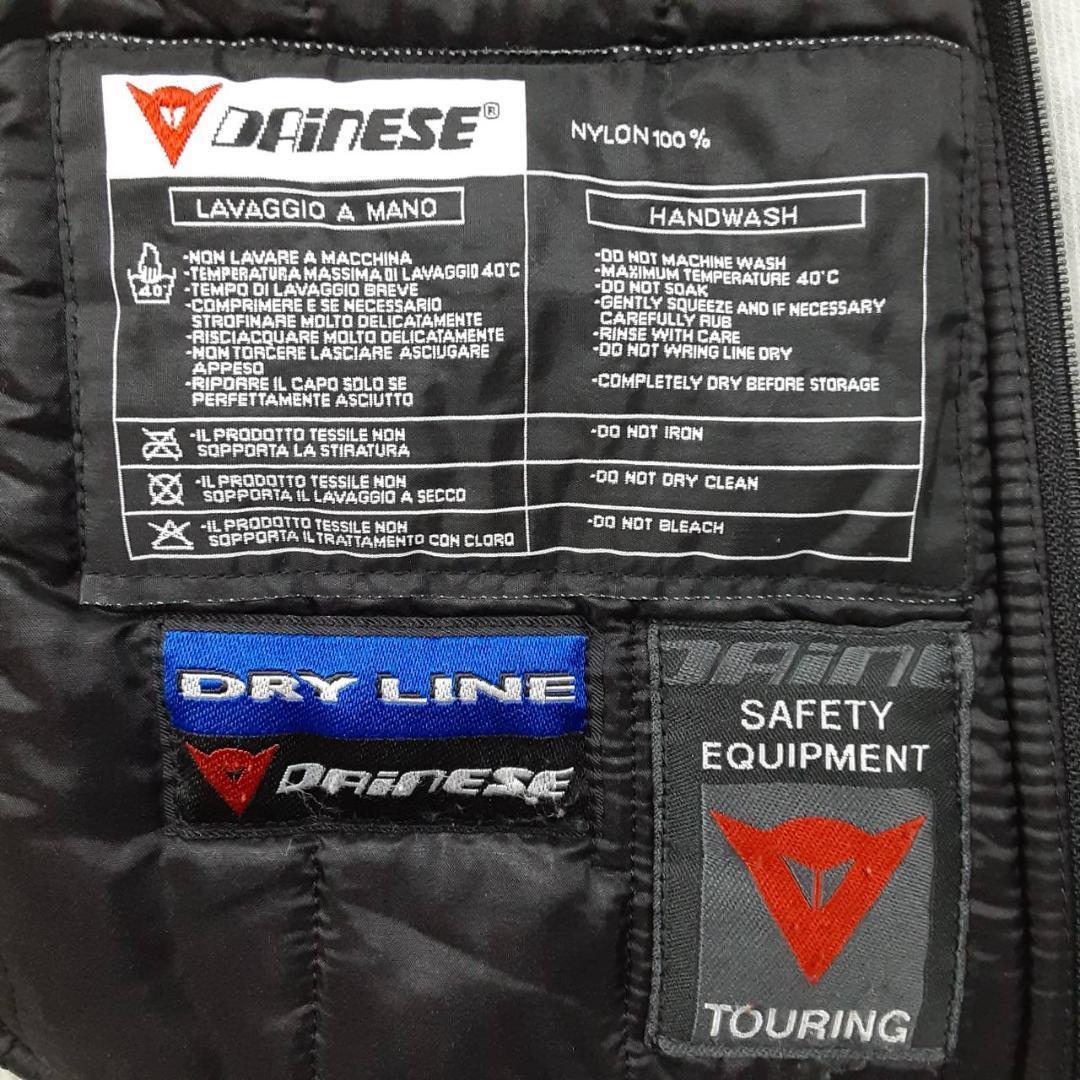 DAINESE®
NYLON 100%
LAVAGGIO A MANO
-NON LAVARE A MACCHINA
-TEMPERATURA MASSIMA DI LAVAGGIO 40°C
-TEMPO DI LAVAGGIO BREVE
-COMPRIMERE E SE NECESSARIO
STROFINARE MOLTO DELICATAMENTE
-RISCIACQUARE MOLTO DELICATAMENTE
-NON TORCERE LASCIARE ASCIUGARE
APPESO
-RIPORRE IL CAPO SOLO SE
PERFETTAMENTE ASCIUTTO
40°
HANDWASH
-DO NOT MACHINE WASH
-MAXIMUM TEMPERATURE 40°C
-DO NOT SOAK
-GENTLY SQUEEZE AND IF NECESSARY
CAREFULLY RUB
-RINSE WITH CARE
-DO NOT WRING LINE DRY
-COMPLETELY DRY BEFORE STORAGE
-IL PRODOTTO TESSILE NON
SOPPORTA LA STIRATURA
-DO NOT IRON
-IL PRODOTTO TESSILE NON
SOPPORTA IL LAVAGGIO A SECCO
-DO NOT DRY CLEAN
-IL PRODOTTO TESSILE NON
SOPPORTA IL TRATTAMENTO CON CLORO
-DO NOT BLEACH
DRY LINE
DAINESE
DAIN
SAFETY
EQUIPMENT
TOURING